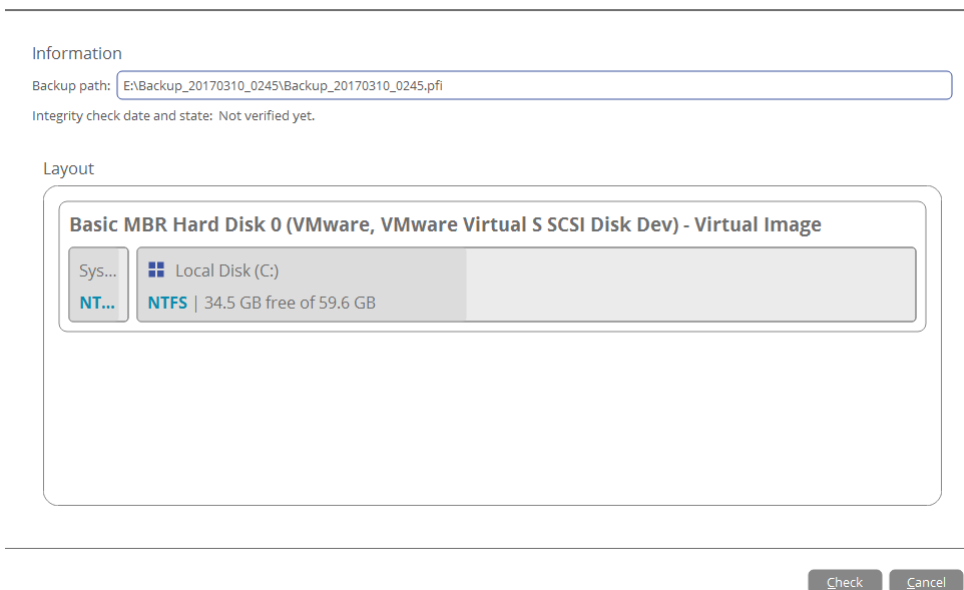 Information
Backup path: E:\Backup_20170310_0245\Backup_20170310_0245.pfi
Integrity check date and state: Not verified yet.
Layout
Basic MBR Hard Disk 0 (VMware, VMware Virtual S SCSI Disk Dev) - Virtual Image
Sys... Local Disk (C:)
NT... NTFS | 34.5 GB free of 59.6 GB
Check Cancel